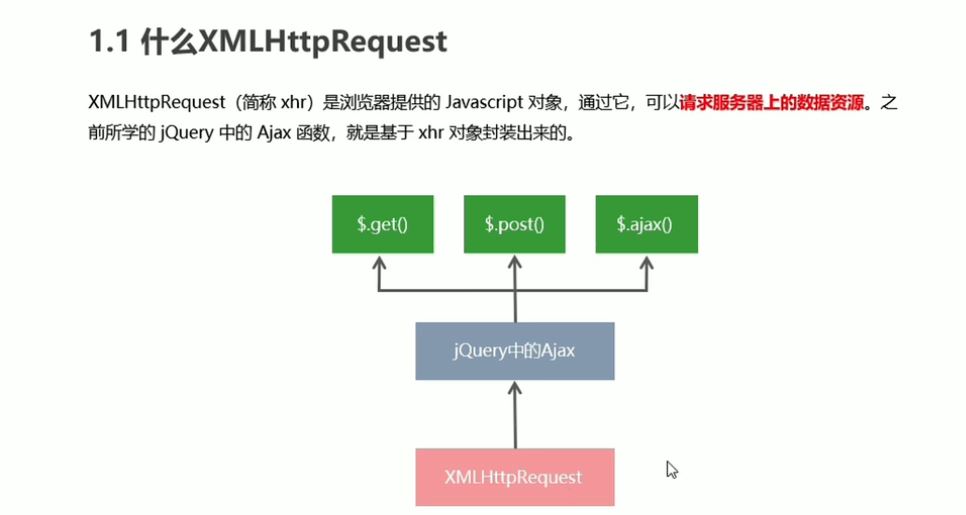 1.1 什么XMLHttpRequest
XMLHttpRequest（简称 xhr）是浏览器提供的 Javascript 对象，通过它，可以请求服务器上的数据资源。之
前所学的 jQuery 中的 Ajax 函数，就是基于 xhr 对象封装出来的。
$.get()
$.post()
$.ajax()
jQuery中的Ajax
XMLHttpRequest